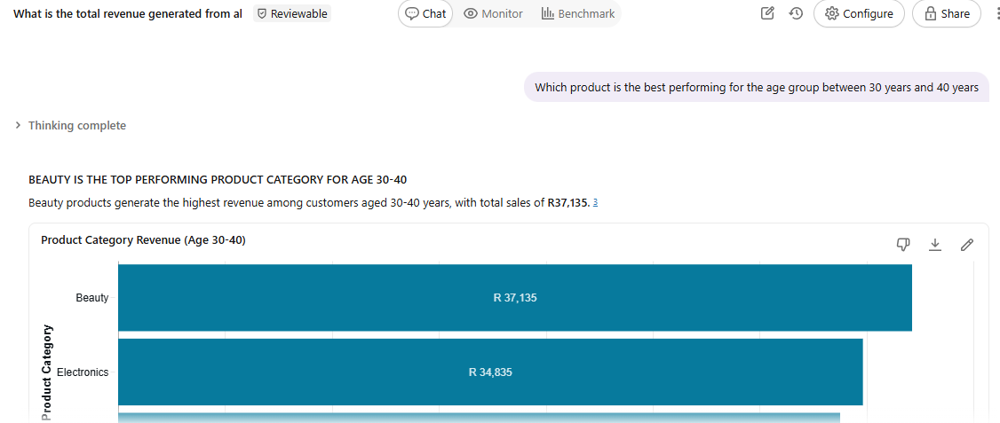 What is the total revenue generated from al
Reviewable
Chat
Monitor
Benchmark
Configure
Share
Which product is the best performing for the age group between 30 years and 40 years
Thinking complete
BEAUTY IS THE TOP PERFORMING PRODUCT CATEGORY FOR AGE 30-40
Beauty products generate the highest revenue among customers aged 30-40 years, with total sales of R37,135. 3
Product Category Revenue (Age 30-40)
Product Category
Beauty
R 37,135
Electronics
R 34,835